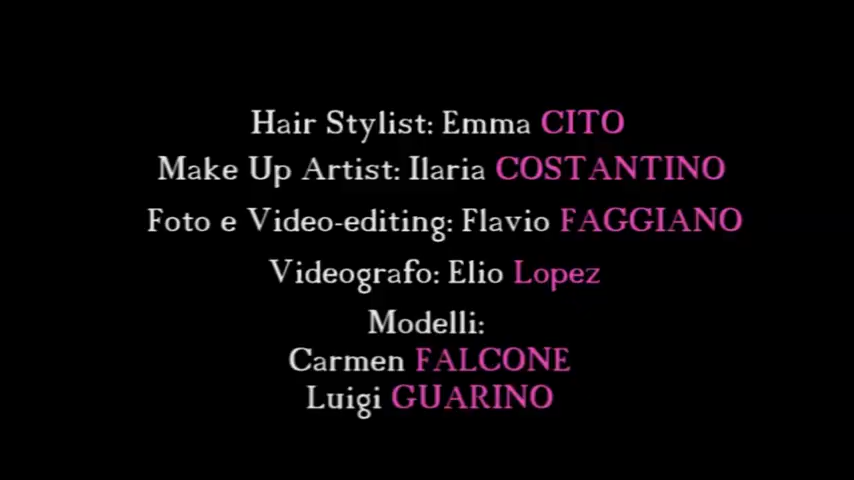 Hair Stylist: Emma CITO
Make Up Artist: Ilaria COSTANTINO
Foto e Video-editing: Flavio FAGGIANO
Videografo: Elio Lopez
Modelli:
Carmen FALCONE
Luigi GUARINO